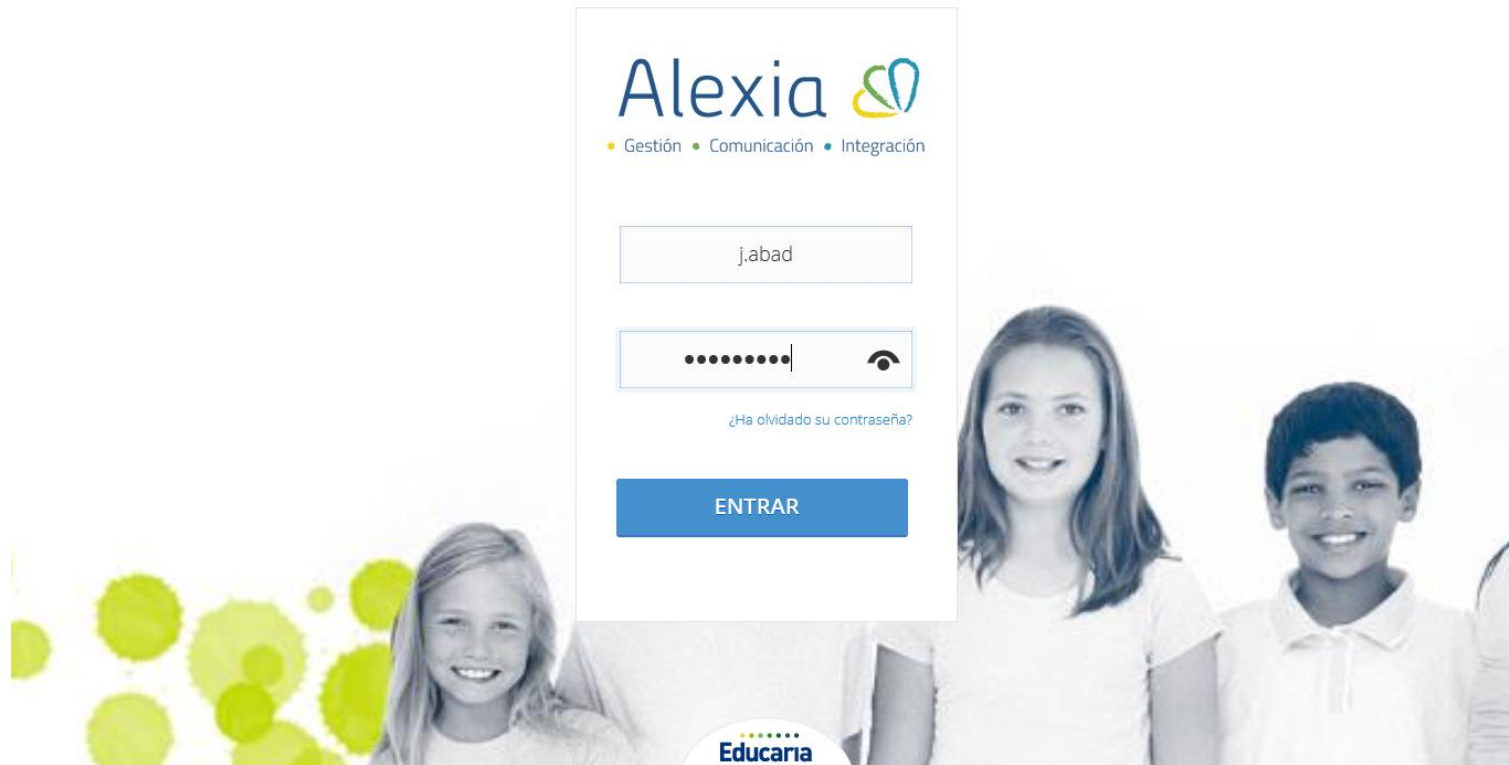 Alexia
• Gestión • Comunicación • Integración
j.abad
•••••••••
¿Ha olvidado su contraseña?
ENTRAR
Educaria